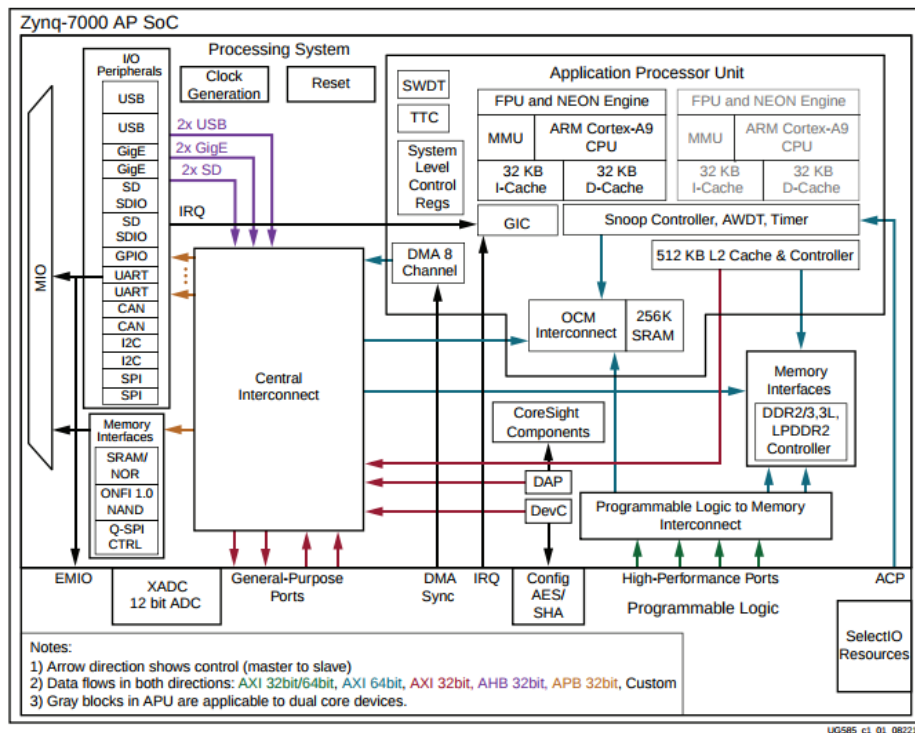 Zynq-7000 AP SoC
Processing System
I/O
Peripherals
USB
USB
GigE
GigE
SD
SDIO
SD
SDIO
GPIO
UART
UART
CAN
CAN
I2C
I2C
SPI
SPI
MIO
Clock
Generation
Reset
2x USB
2x GigE
2x SD
IRQ
SWDT
TTC
System
Level
Control
Regs
Application Processor Unit
FPU and NEON Engine
MMU
ARM Cortex-A9
CPU
32 KB
I-Cache
32 KB
D-Cache
FPU and NEON Engine
MMU
ARM Cortex-A9
CPU
32 KB
I-Cache
32 KB
D-Cache
GIC
Snoop Controller, AWDT, Timer
DMA 8
Channel
512 KB L2 Cache & Controller
OCM
Interconnect
256K
SRAM
Central
Interconnect
Memory
Interfaces
DDR2/3,3L,
LPDDR2
Controller
CoreSight
Components
DAP
DevC
Programmable Logic to Memory
Interconnect
Memory
Interfaces
SRAM/
NOR
ONFI 1.0
NAND
Q-SPI
CTRL
EMIO
XADC
12 bit ADC
General-Purpose
Ports
DMA
Sync
IRQ
Config
AES/
SHA
High-Performance Ports
ACP
Programmable Logic
SelectIO
Resources
Notes:
1) Arrow direction shows control (master to slave)
2) Data flows in both directions: AXI 32bit/64bit, AXI 64bit, AXI 32bit, AHB 32bit, APB 32bit, Custom
3) Gray blocks in APU are applicable to dual core devices.